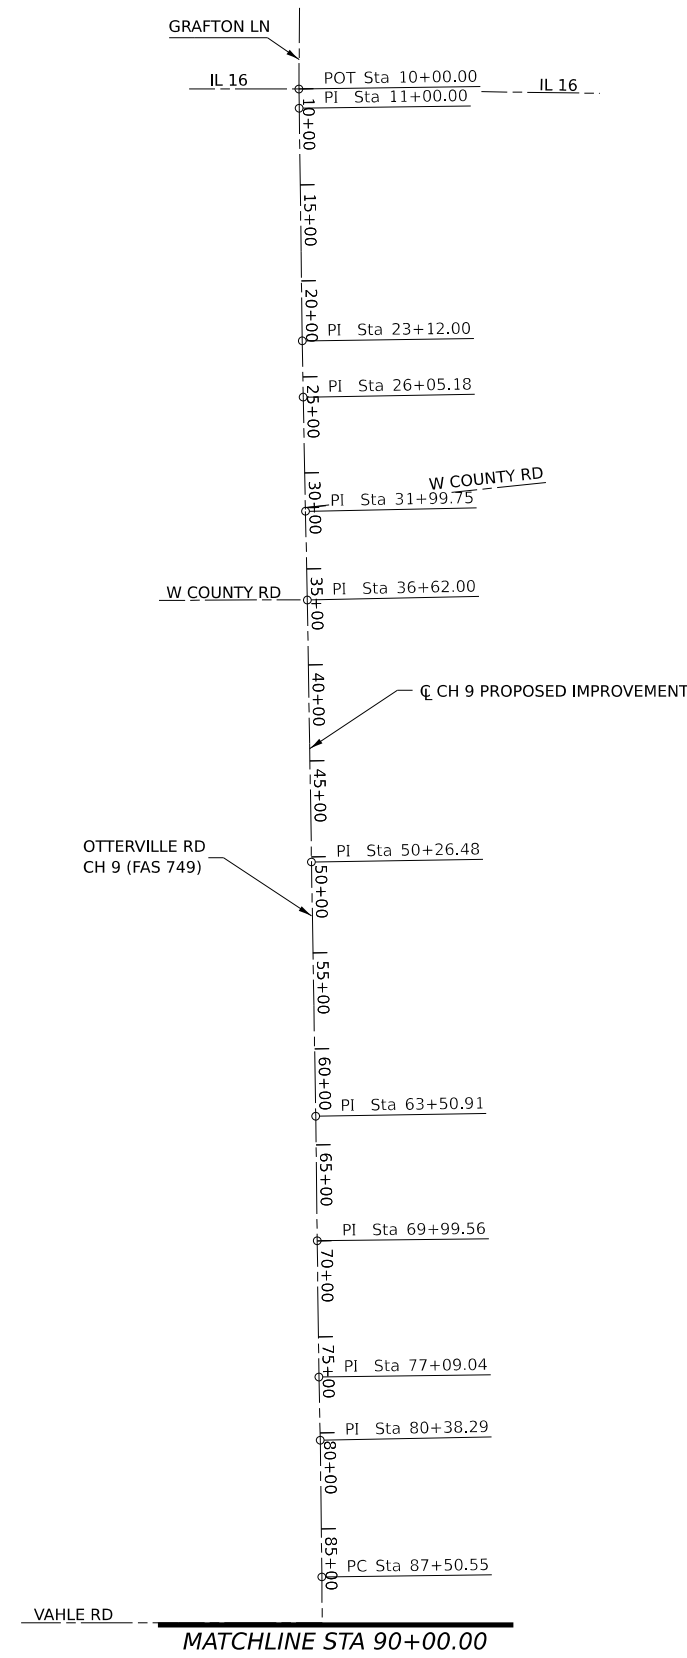 GRAFTON LN
IL 16
POT Sta 10+00.00
IL 16
PI Sta 11+00.00
10+00
15+00
20+00
PI Sta 23+12.00
25+00
PI Sta 26+05.18
W COUNTY RD
30+00
PI Sta 31+99.75
35+00
W COUNTY RD
PI Sta 36+62.00
40+00
℄ CH 9 PROPOSED IMPROVEMENT
45+00
OTTERVILLE RD
CH 9 (FAS 749)
PI Sta 50+26.48
50+00
55+00
60+00
PI Sta 63+50.91
65+00
PI Sta 69+99.56
70+00
75+00
PI Sta 77+09.04
PI Sta 80+38.29
80+00
85+00
PC Sta 87+50.55
VAHLE RD
MATCHLINE STA 90+00.00